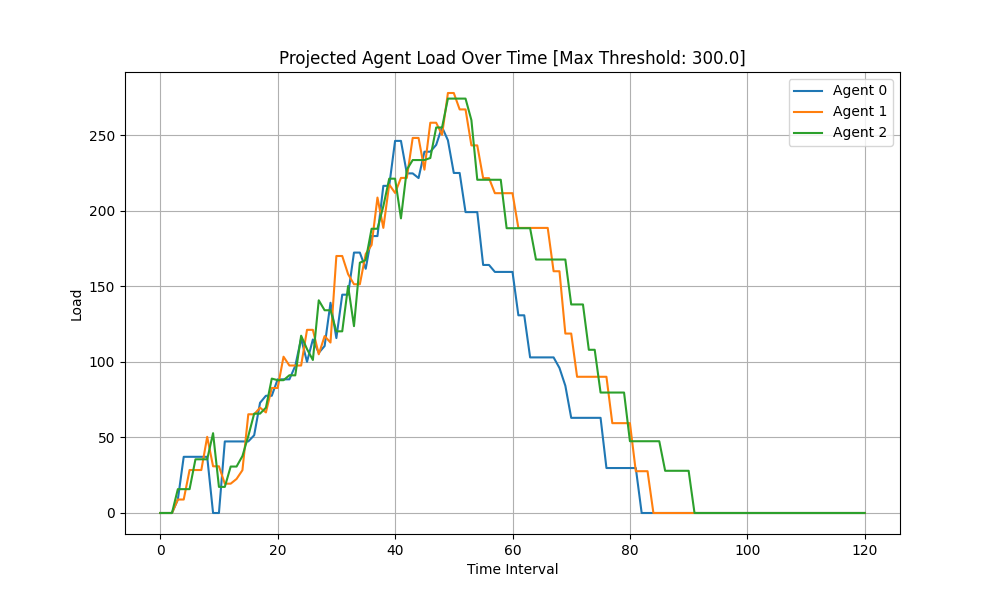 Projected Agent Load Over Time [Max Threshold: 300.0]
Agent 0
Agent 1
Agent 2
Load
250
200
150
100
50
0
0 20 40 60 80 100 120
Time Interval